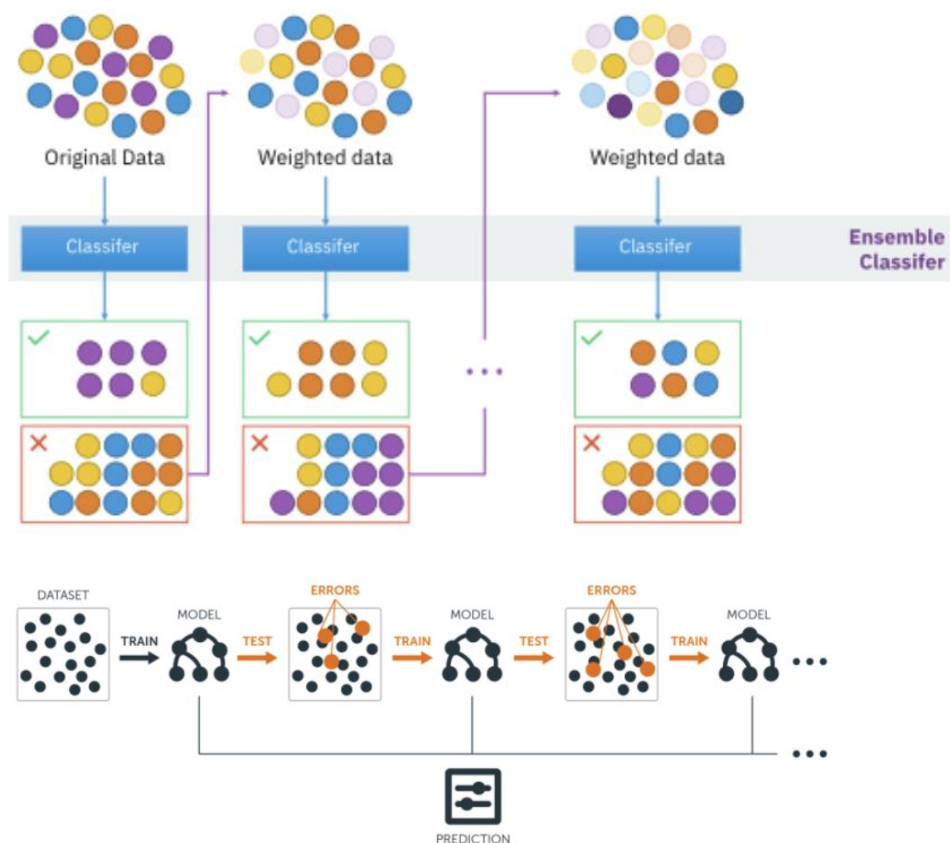 Original Data
Weighted data
Weighted data
Classifer
Classifer
Classifer
Ensemble
Classifer
DATASET
MODEL
ERRORS
MODEL
ERRORS
MODEL
TRAIN
TEST
TRAIN
TEST
TRAIN
PREDICTION